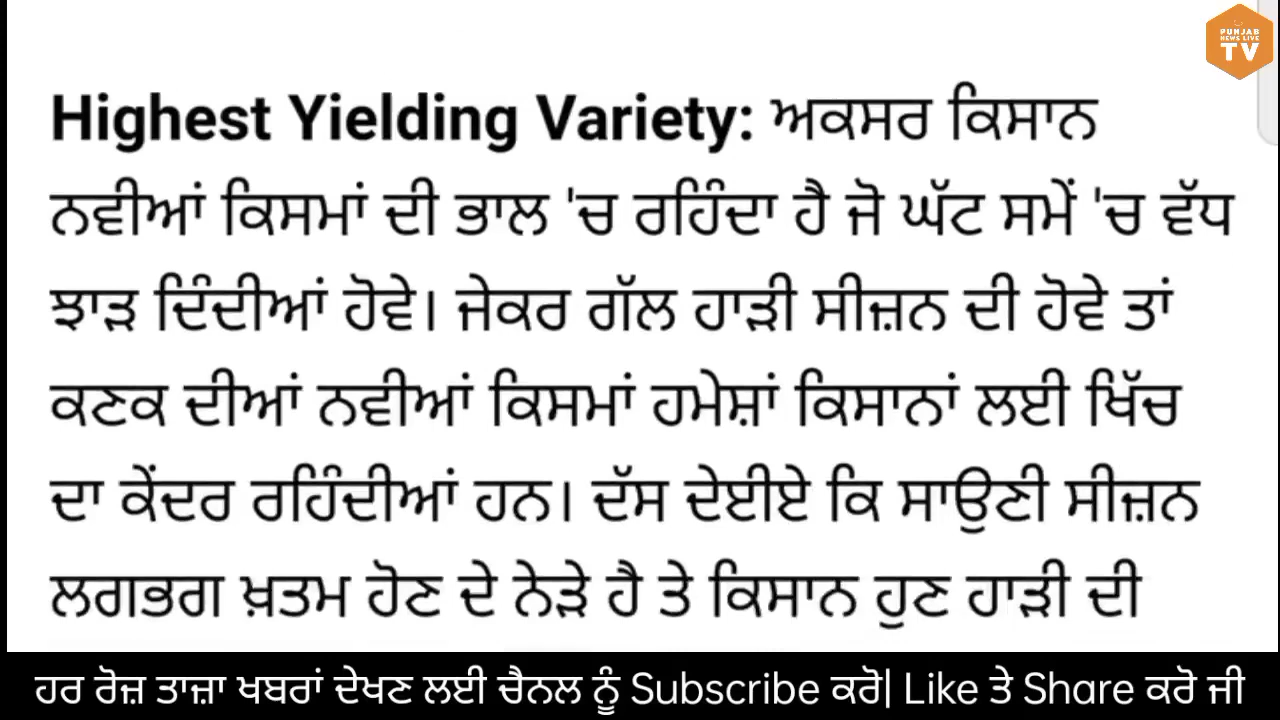 PUNJAB
NEWS LIVE
TV
Highest Yielding Variety: ਅਕਸਰ ਕਿਸਾਨ
ਨਵੀਆਂ ਕਿਸਮਾਂ ਦੀ ਭਾਲ 'ਚ ਰਹਿੰਦਾ ਹੈ ਜੋ ਘੱਟ ਸਮੇਂ 'ਚ ਵੱਧ
ਝਾੜ ਦਿੰਦੀਆਂ ਹੋਵੇ। ਜੇਕਰ ਗੱਲ ਹਾੜੀ ਸੀਜ਼ਨ ਦੀ ਹੋਵੇ ਤਾਂ
ਕਣਕ ਦੀਆਂ ਨਵੀਆਂ ਕਿਸਮਾਂ ਹਮੇਸ਼ਾਂ ਕਿਸਾਨਾਂ ਲਈ ਖਿੱਚ
ਦਾ ਕੇਂਦਰ ਰਹਿੰਦੀਆਂ ਹਨ। ਦੱਸ ਦੇਈਏ ਕਿ ਸਾਉਣੀ ਸੀਜ਼ਨ
ਲਗਭਗ ਖ਼ਤਮ ਹੋਣ ਦੇ ਨੇੜੇ ਹੈ ਤੇ ਕਿਸਾਨ ਹੁਣ ਹਾੜੀ ਦੀ
ਹਰ ਰੋਜ਼ ਤਾਜ਼ਾ ਖਬਰਾਂ ਦੇਖਣ ਲਈ ਚੈਨਲ ਨੂੰ Subscribe ਕਰੋ| Like ਤੇ Share ਕਰੋ ਜੀ